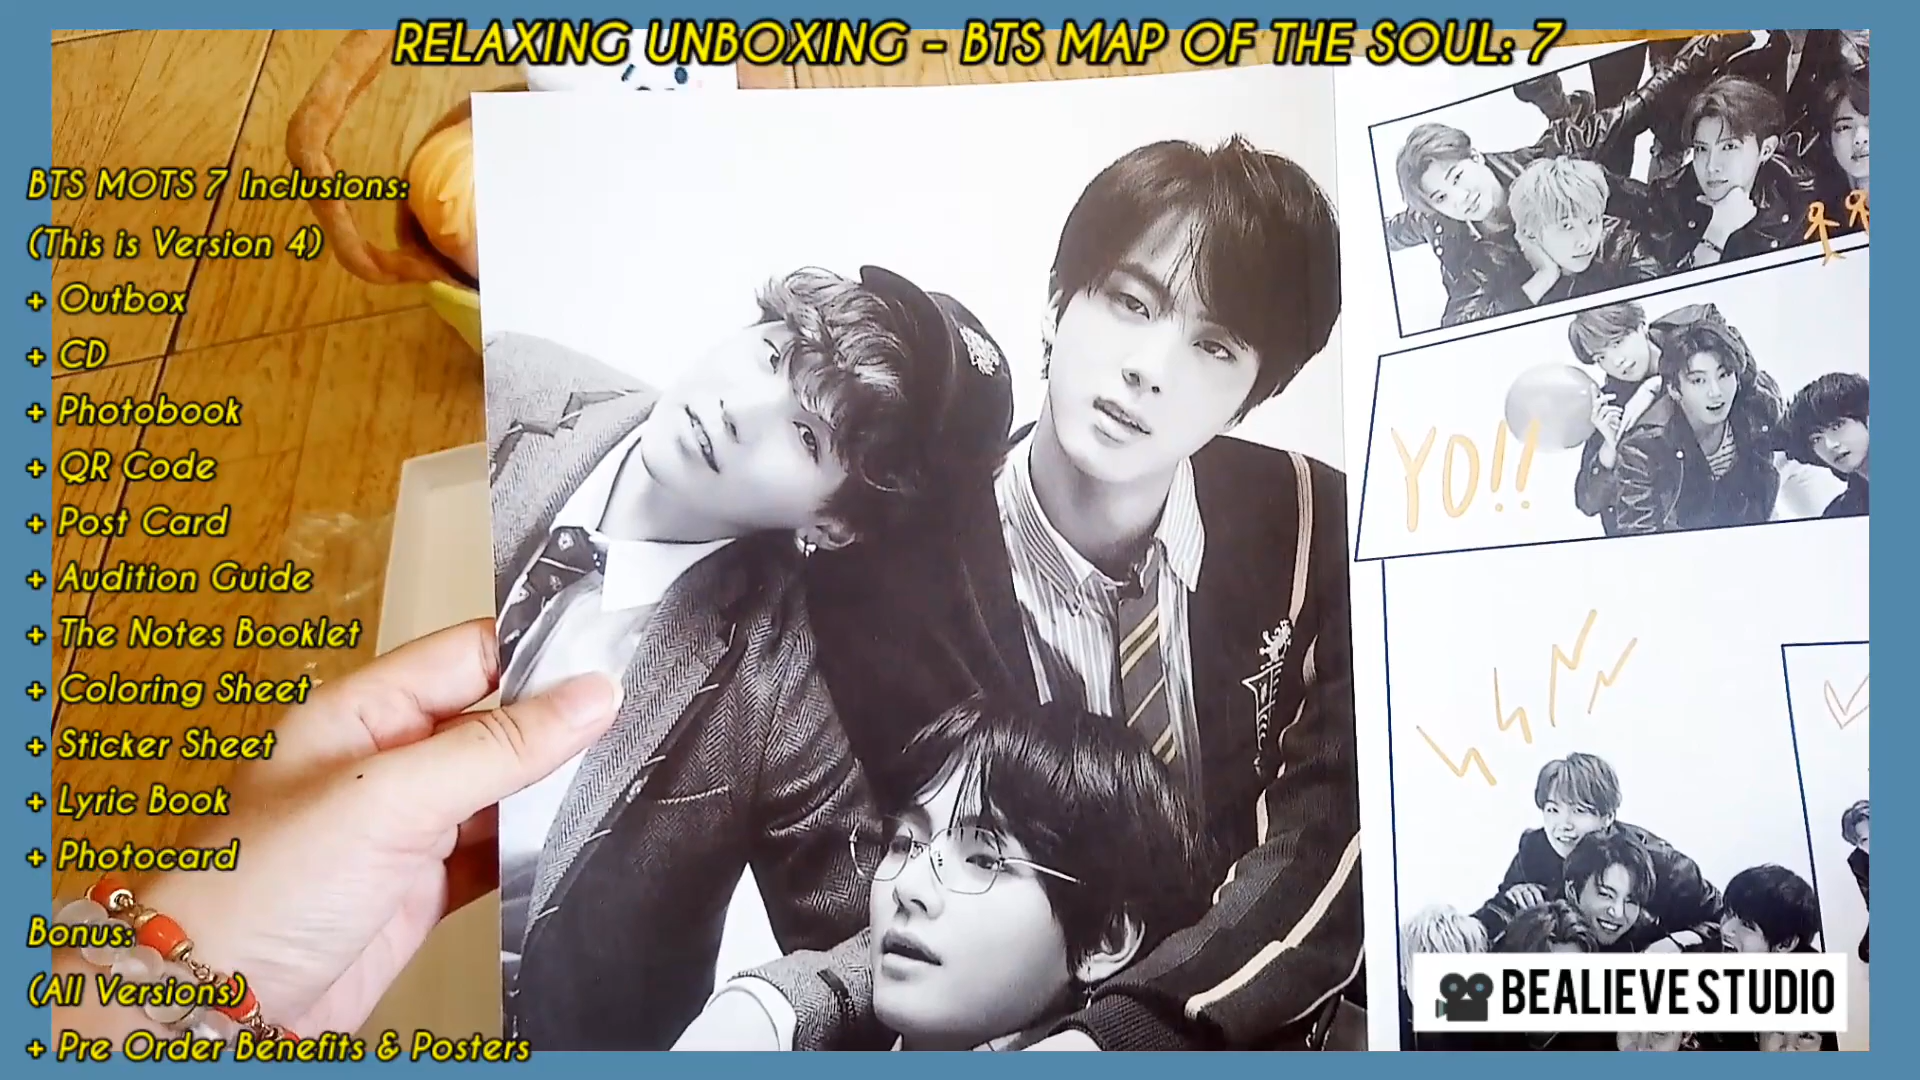 RELAXING UNBOXING - BTS MAP OF THE SOUL: 7
BTS MOTS 7 Inclusions:
(This is Version 4)
+ Outbox
+ CD
+ Photobook
+ QR Code
+ Post Card
+ Audition Guide
+ The Notes Booklet
+ Coloring Sheet
+ Sticker Sheet
+ Lyric Book
+ Photocard
Bonus:
(All Versions)
+ Pre Order Benefits & Posters
YO!!
BEALIEVE STUDIO